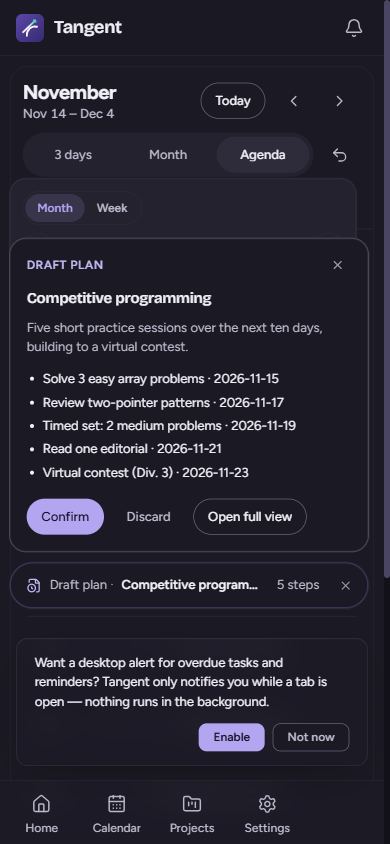 Tangent
November
Nov 14 – Dec 4
Today
3 days
Month
Agenda
Month
Week
DRAFT PLAN
Competitive programming
Five short practice sessions over the next ten days,
building to a virtual contest.
• Solve 3 easy array problems · 2026-11-15
• Review two-pointer patterns · 2026-11-17
• Timed set: 2 medium problems · 2026-11-19
• Read one editorial · 2026-11-21
• Virtual contest (Div. 3) · 2026-11-23
Confirm
Discard
Open full view
Draft plan · Competitive program... 5 steps
Want a desktop alert for overdue tasks and
reminders? Tangent only notifies you while a tab is
open — nothing runs in the background.
Enable
Not now
Home
Calendar
Projects
Settings